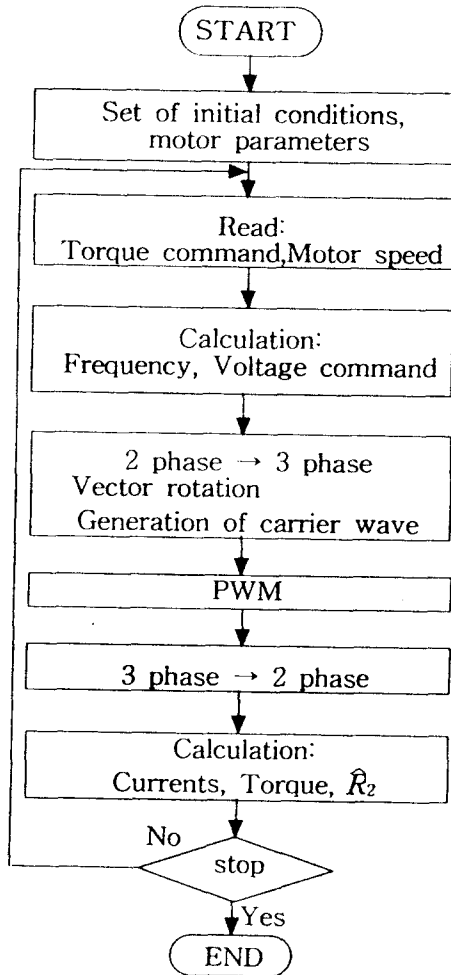 START
Set of initial conditions,
motor parameters
Read:
Torque command,Motor speed
Calculation:
Frequency, Voltage command
2 phase → 3 phase
Vector rotation
Generation of carrier wave
PWM
3 phase → 2 phase
Calculation:
Currents, Torque, R̂₂
No
stop
Yes
END